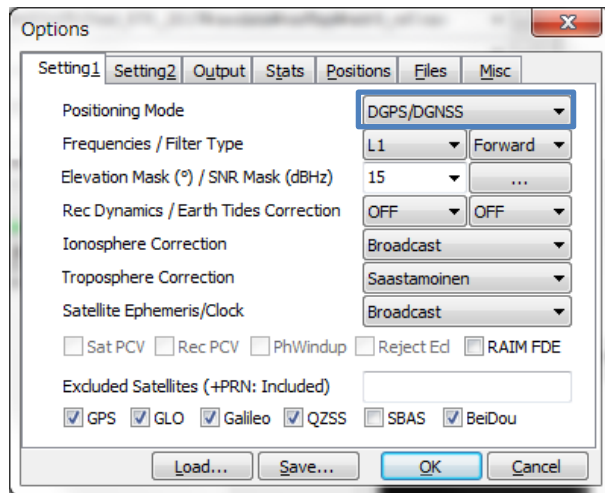 Options
Setting1 Setting2 Output Stats Positions Files Misc
Positioning Mode DGPS/DGNSS
Frequencies / Filter Type L1 Forward
Elevation Mask (°) / SNR Mask (dBHz) 15 ...
Rec Dynamics / Earth Tides Correction OFF OFF
Ionosphere Correction Broadcast
Troposphere Correction Saastamoinen
Satellite Ephemeris/Clock Broadcast
Sat PCV Rec PCV PhWindup Reject Ecl RAIM FDE
Excluded Satellites (+PRN: Included)
GPS GLO Galileo QZSS SBAS BeiDou
Load... Save... OK Cancel